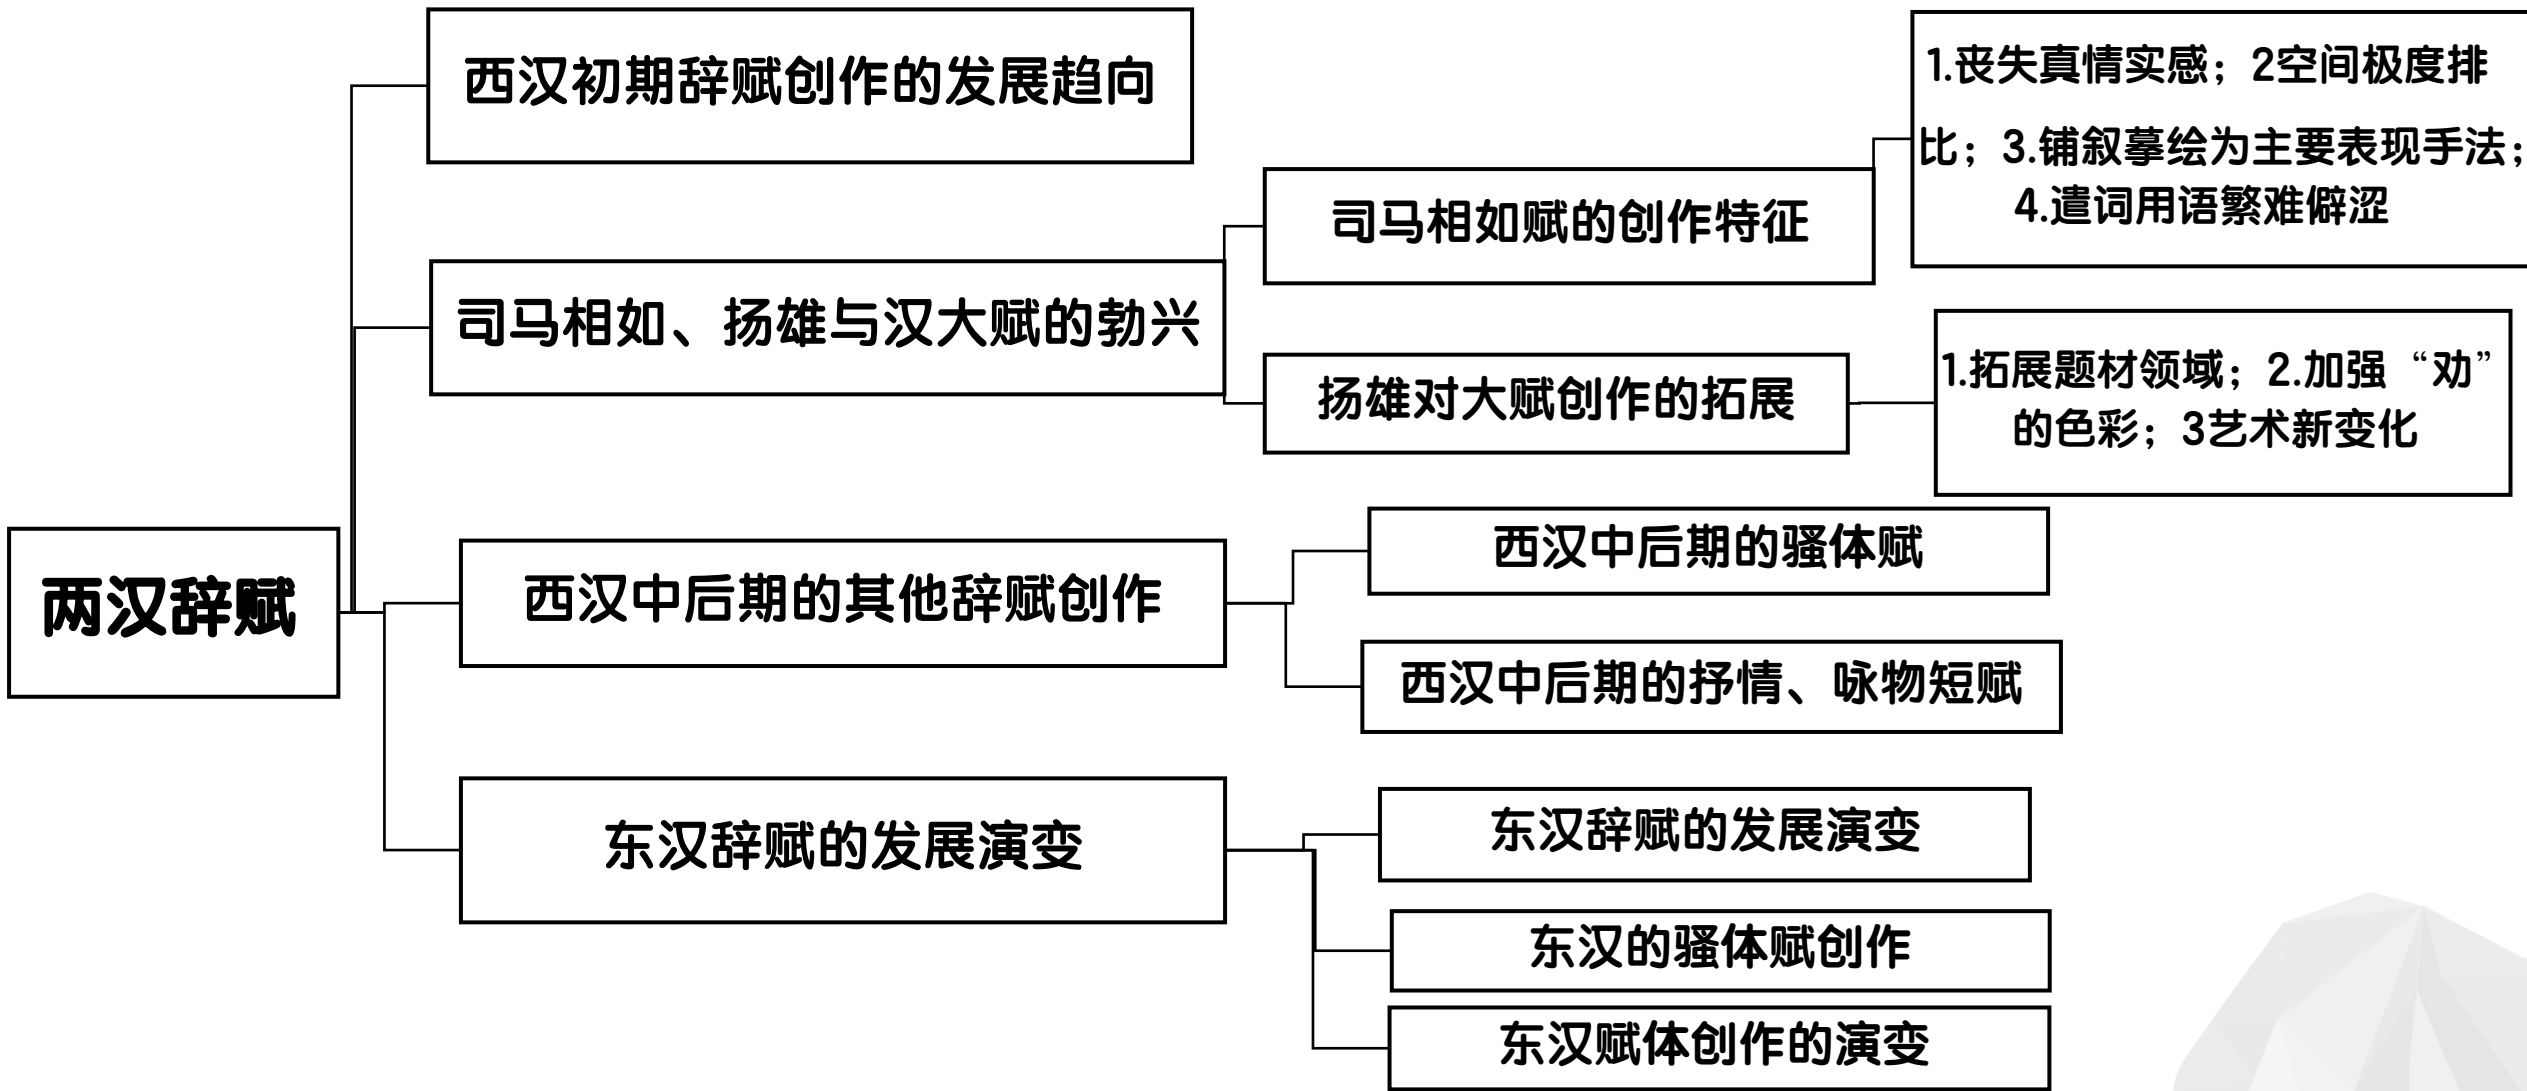 西汉初期辞赋创作的发展趋向
1.丧失真情实感；2空间极度排
比；3.铺叙摹绘为主要表现手法；
4.遣词用语繁难僻涩
司马相如赋的创作特征
司马相如、扬雄与汉大赋的勃兴
1.拓展题材领域；2.加强“劝”
的色彩；3艺术新变化
扬雄对大赋创作的拓展
西汉中后期的骚体赋
两汉辞赋
西汉中后期的其他辞赋创作
西汉中后期的抒情、咏物短赋
东汉辞赋的发展演变
东汉辞赋的发展演变
东汉的骚体赋创作
东汉赋体创作的演变